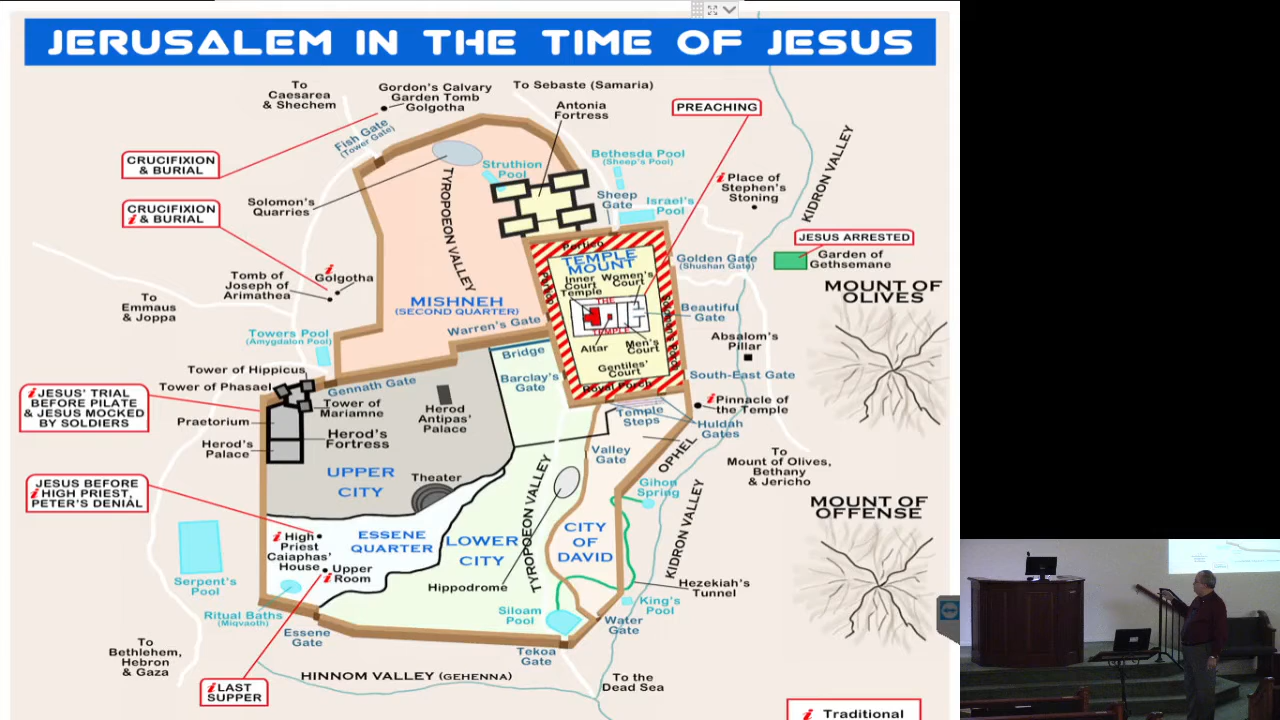 JERUSALEM IN THE TIME OF JESUS
To
Caesarea
& Shechem
Gordon's Calvary
Garden Tomb
Golgotha
To Sebaste (Samaria)
Antonia
Fortress
PREACHING
Fish Gate
(Tower Gate)
CRUCIFIXION
& BURIAL
Struthion
Pool
Bethesda Pool
(Sheep's Pool)
KIDRON VALLEY
i Place of
Stephen's
Stoning
Solomon's
Quarries
CRUCIFIXION
i & BURIAL
TYROPOEON VALLEY
Sheep
Gate
Israel's
Pool
JESUS ARRESTED
Garden of
Gethsemane
Portico
TEMPLE
MOUNT
Golden Gate
(Shushan Gate)
i
Golgotha
Tomb of
Joseph of
Arimathea
Inner
Court
Women's
Court
Temple
THE
TEMPLE
MOUNT OF
OLIVES
To
Emmaus
& Joppa
MISHNEH
(SECOND QUARTER)
Warren's Gate
Beautiful
Gate
Towers Pool
(Amygdalon Pool)
Altar
Men's
Court
Gentiles'
Court
Royal Porch
Absalom's
Pillar
Bridge
Barclay's
Gate
South-East Gate
Tower of Hippicus
Tower of Phasael
Gennath Gate
i JESUS' TRIAL
BEFORE PILATE
& JESUS MOCKED
BY SOLDIERS
Tower of
Mariamne
Praetorium
Herod
Antipas'
Palace
Herod's
Fortress
Herod's
Palace
Temple
Steps
i Pinnacle of
the Temple
Huldah
Gates
Valley
Gate
OPHEL
To
Mount of Olives,
Bethany
& Jericho
UPPER
CITY
Theater
TYROPOEON VALLEY
Gihon
Spring
KIDRON VALLEY
JESUS BEFORE
i HIGH PRIEST,
PETER'S DENIAL
MOUNT OF
OFFENSE
i High
Priest
Caiaphas'
House
ESSENE
QUARTER
LOWER
CITY
CITY
OF
DAVID
Upper
i Room
Hippodrome
Hezekiah's
Tunnel
Serpent's
Pool
Ritual Baths
(Miqvaoth)
Siloam
Pool
King's
Pool
Water
Gate
Essene
Gate
Tekoa
Gate
To
Bethlehem,
Hebron
& Gaza
i LAST
SUPPER
HINNOM VALLEY (GEHENNA)
To the
Dead Sea
i Traditional